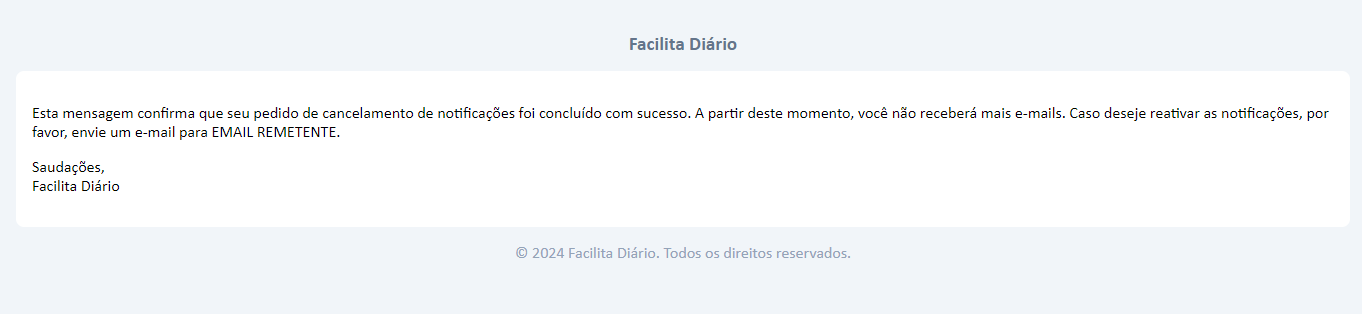 Facilita Diário
Esta mensagem confirma que seu pedido de cancelamento de notificações foi concluído com sucesso. A partir deste momento, você não receberá mais e-mails. Caso deseje reativar as notificações, por
favor, envie um e-mail para EMAIL REMETENTE.
Saudações,
Facilita Diário
© 2024 Facilita Diário. Todos os direitos reservados.